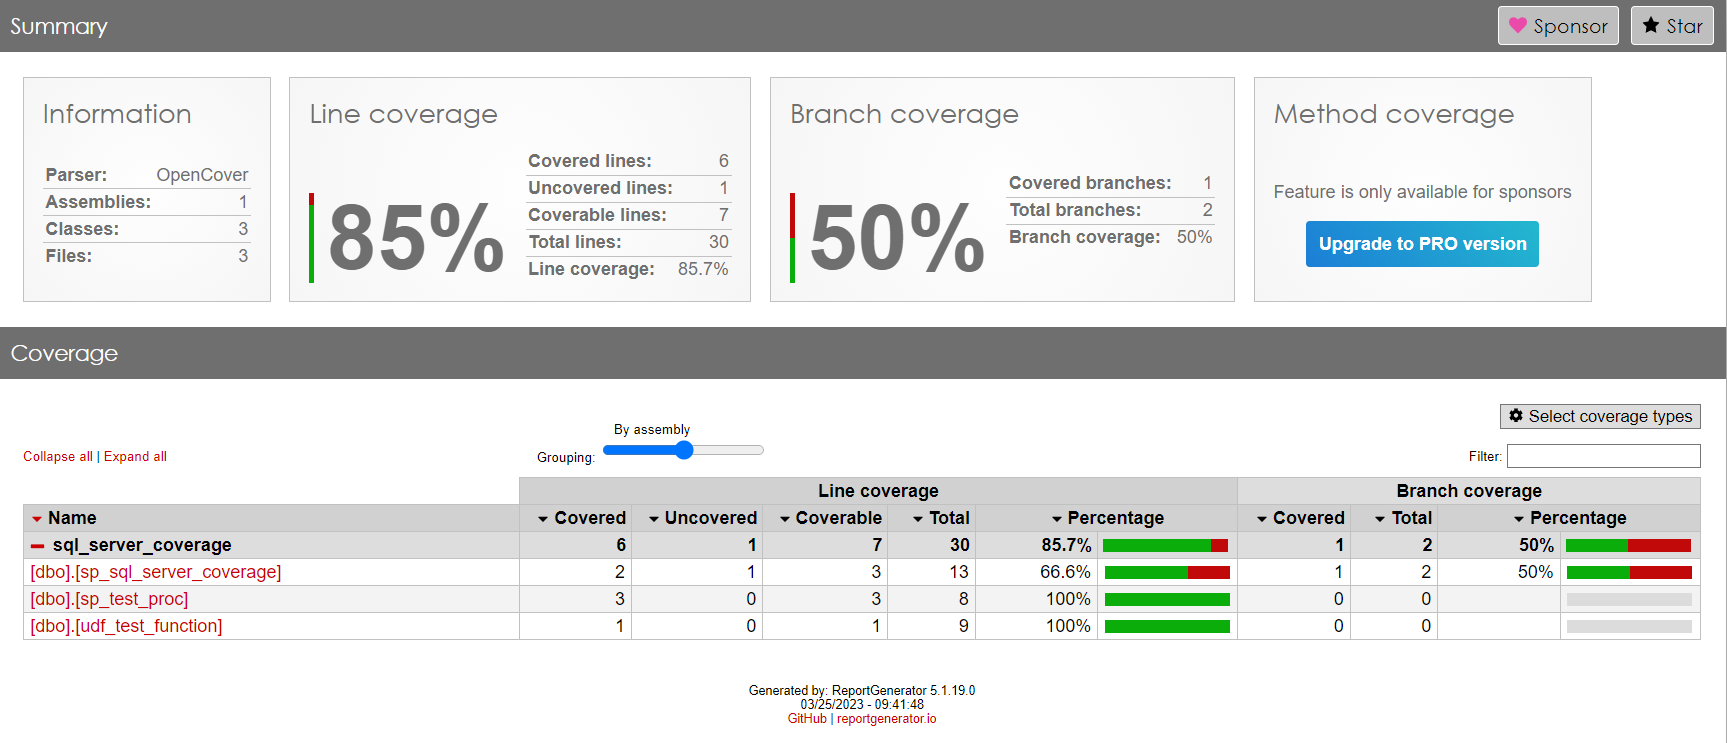 Summary
Sponsor
Star
Information
Parser: OpenCover
Assemblies: 1
Classes: 3
Files: 3
Line coverage
85%
Covered lines: 6
Uncovered lines: 1
Coverable lines: 7
Total lines: 30
Line coverage: 85.7%
Branch coverage
50%
Covered branches: 1
Total branches: 2
Branch coverage: 50%
Method coverage
Feature is only available for sponsors
Upgrade to PRO version
Coverage
Select coverage types
Collapse all | Expand all
By assembly
Grouping:
Filter:
Line coverage Branch coverage
Name Covered Uncovered Coverable Total Percentage Covered Total Percentage
sql_server_coverage 6 1 7 30 85.7% 1 2 50%
[dbo].[sp_sql_server_coverage] 2 1 3 13 66.6% 1 2 50%
[dbo].[sp_test_proc] 3 0 3 8 100% 0 0
[dbo].[udf_test_function] 1 0 1 9 100% 0 0
Generated by: ReportGenerator 5.1.19.0
03/25/2023 - 09:41:48
GitHub | reportgenerator.io